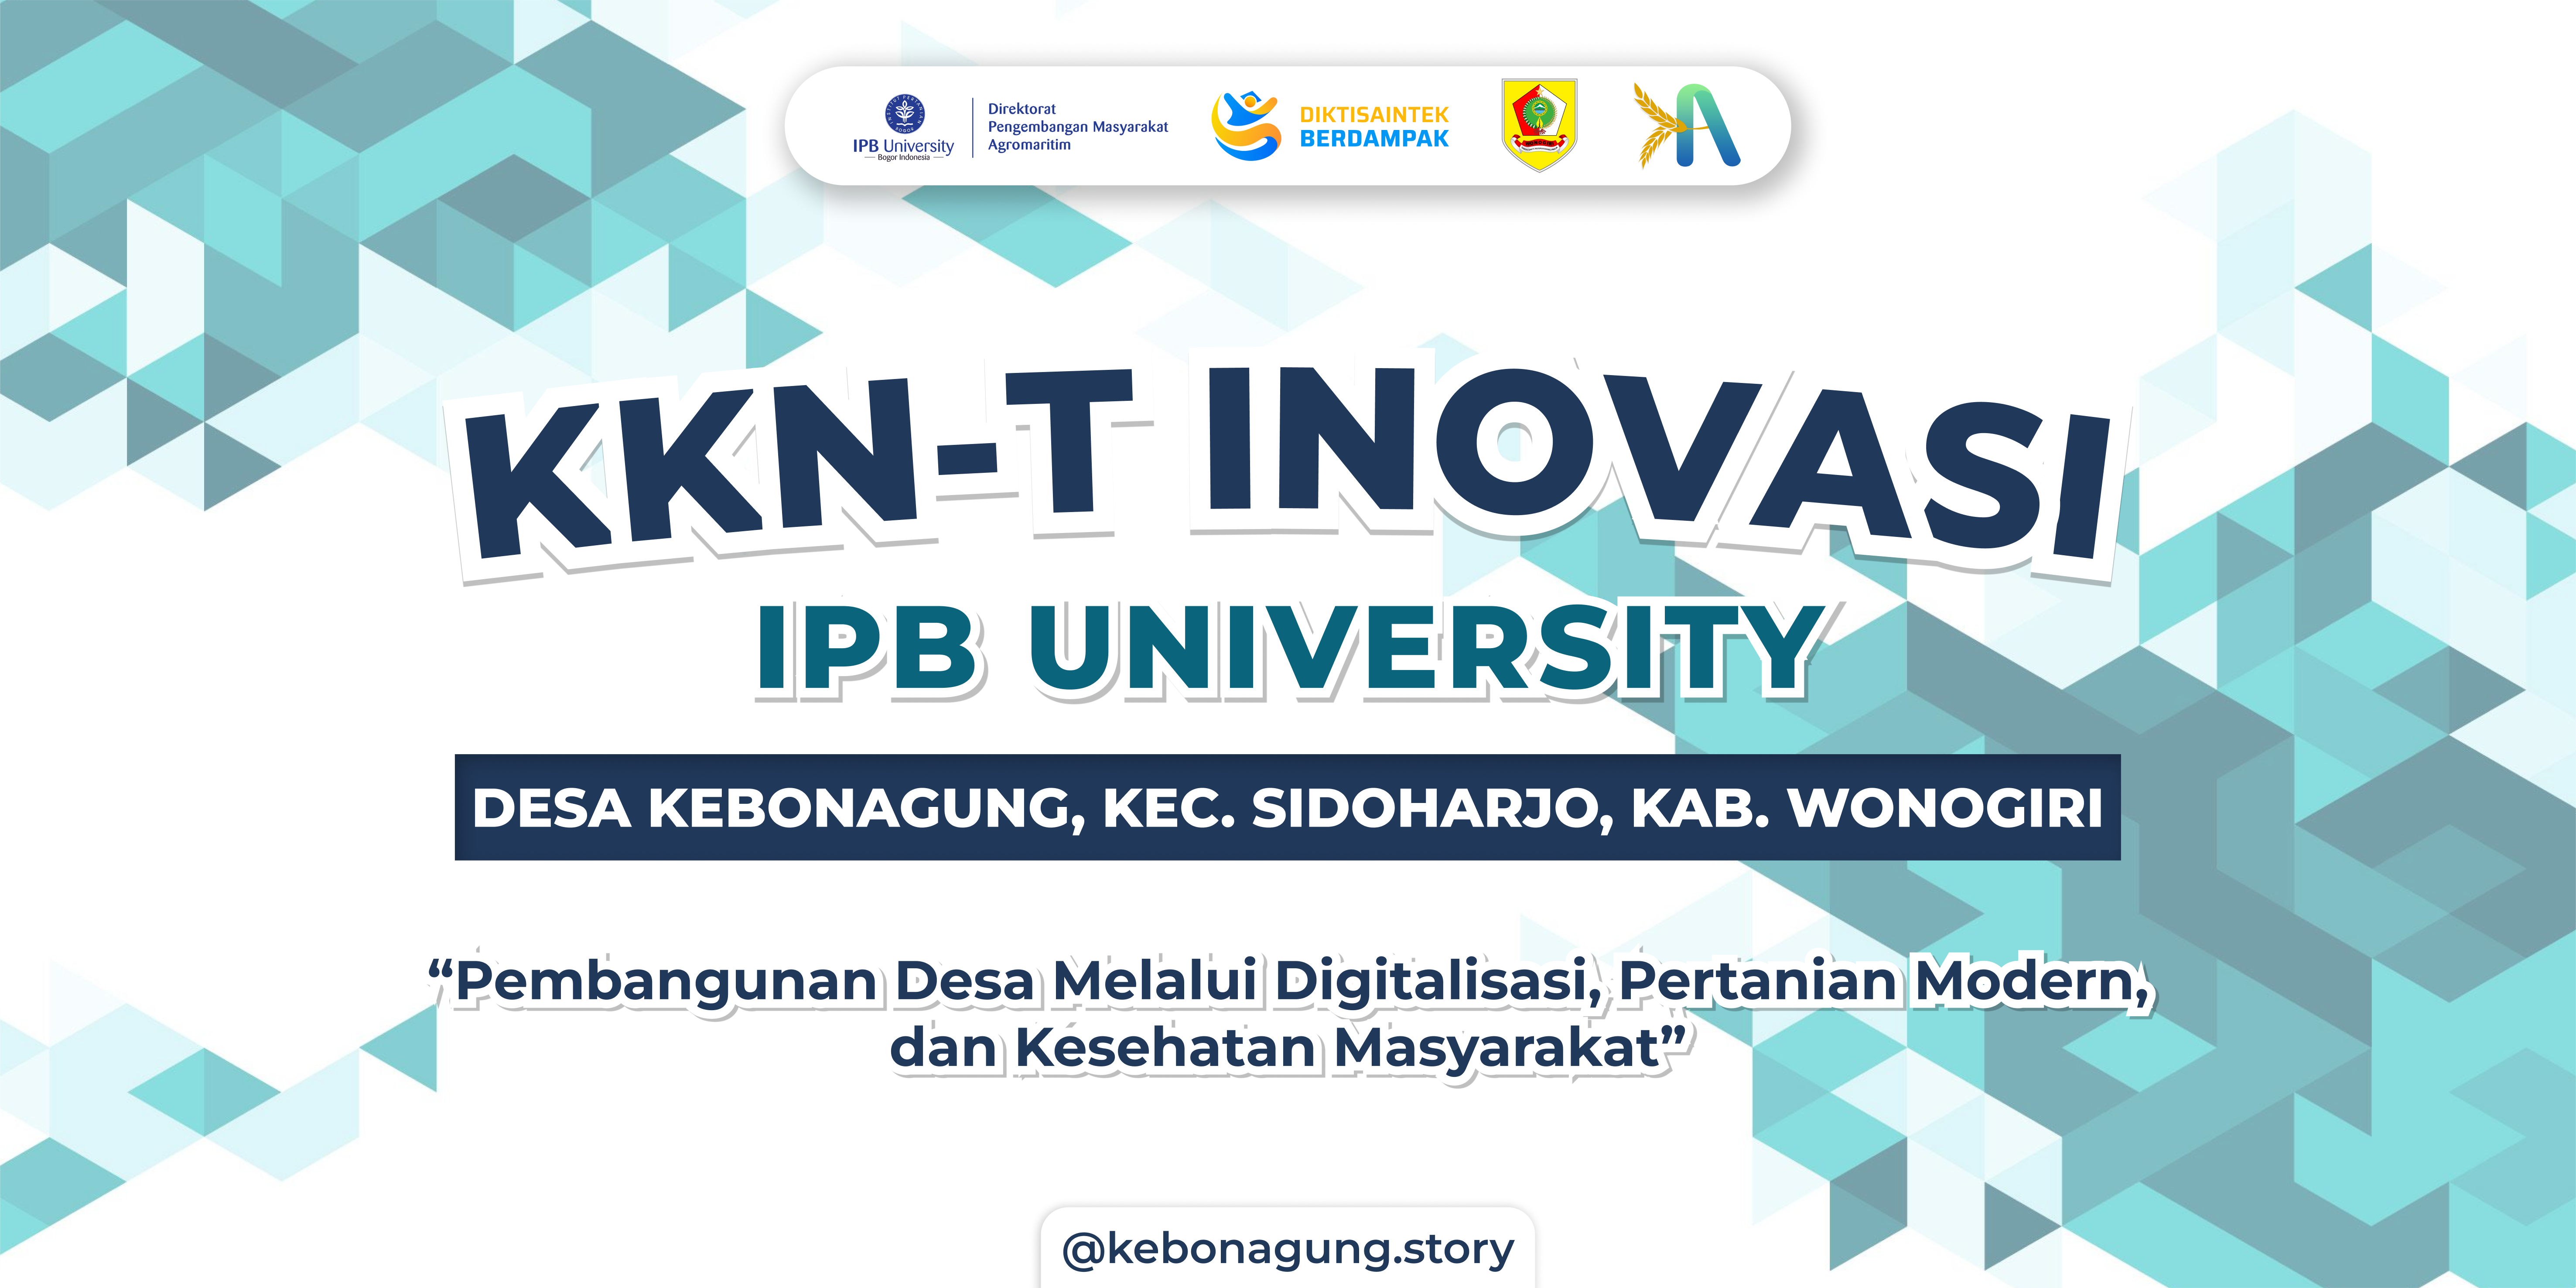 IPB University
Bogor Indonesia
Direktorat
Pengembangan Masyarakat
Agromaritim
DIKTISAINTEK
BERDAMPAK
KKN-T INOVASI
IPB UNIVERSITY
DESA KEBONAGUNG, KEC. SIDOHARJO, KAB. WONOGIRI
“Pembangunan Desa Melalui Digitalisasi, Pertanian Modern,
dan Kesehatan Masyarakat”
@kebonagung.story